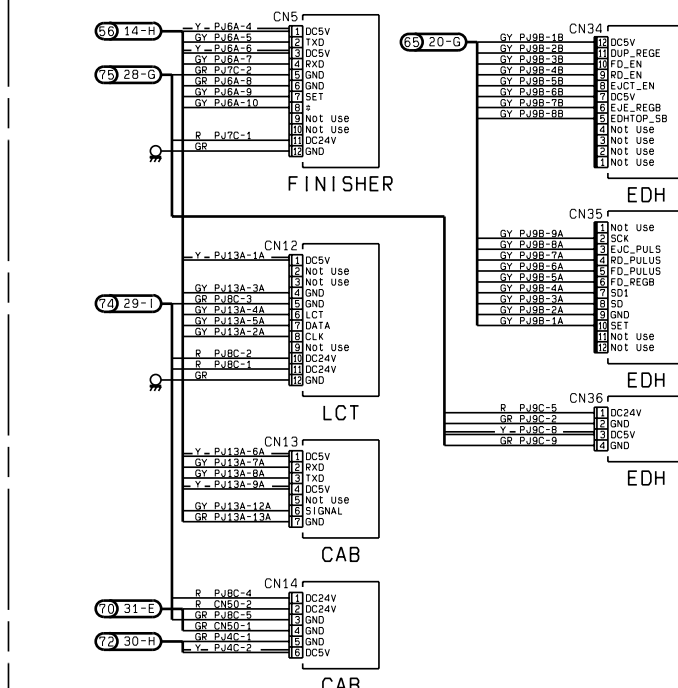 56 14-H
75 28-G
CN5
Y PJ6A-4 1 DC5V
GY PJ6A-5 2 TXD
Y PJ6A-6 3 DC5V
GY PJ6A-7 4 RXD
GR PJ7C-2 5 GND
GY PJ6A-8 6 GND
GY PJ6A-9 7 SET
GY PJ6A-10 8 *
9 Not Use
10 Not Use
R PJ7C-1 11 DC24V
GR 12 GND
FINISHER
74 29-I
CN12
Y PJ13A-1A 1 DC5V
2 Not Use
3 Not Use
GY PJ13A-3A 4 GND
GR PJ8C-3 5 GND
GY PJ13A-4A 6 LCT
GY PJ13A-5A 7 DATA
GY PJ13A-2A 8 CLK
9 Not Use
R PJ8C-2 10 DC24V
R PJ8C-1 11 DC24V
GR 12 GND
LCT
CN13
Y PJ13A-6A 1 DC5V
GY PJ13A-7A 2 RXD
GY PJ13A-8A 3 TXD
Y PJ13A-9A 4 DC5V
5 Not Use
GY PJ13A-12A 6 SIGNAL
GR PJ13A-13A 7 GND
CAB
70 31-E
72 30-H
CN14
R PJ8C-4 1 DC24V
R CN50-2 2 DC24V
GR PJ8C-5 3 GND
GR CN50-1 4 GND
GR PJ4C-1 5 GND
Y PJ4C-2 6 DC5V
CAB
65 20-G
CN34
GY PJ9B-1B 12 DC5V
GY PJ9B-2B 11 DUP_REGE
GY PJ9B-3B 10 FD_EN
GY PJ9B-4B 9 RD_EN
GY PJ9B-5B 8 EJCT_EN
GY PJ9B-6B 7 DC5V
GY PJ9B-7B 6 EJE_REGB
GY PJ9B-8B 5 EDHTOP_SB
4 Not Use
3 Not Use
2 Not Use
1 Not Use
EDH
CN35
1 Not Use
GY PJ9B-9A 2 SCK
GY PJ9B-8A 3 EJC_PULS
GY PJ9B-7A 4 RD_PULUS
GY PJ9B-6A 5 FD_PULUS
GY PJ9B-5A 6 FD_REGB
GY PJ9B-4A 7 SD1
GY PJ9B-3A 8 SD
GY PJ9B-2A 9 GND
GY PJ9B-1A 10 SET
11 Not Use
12 Not Use
EDH
CN36
R PJ9C-5 1 DC24V
GR PJ9C-2 2 GND
Y PJ9C-8 3 DC5V
GR PJ9C-9 4 GND
EDH